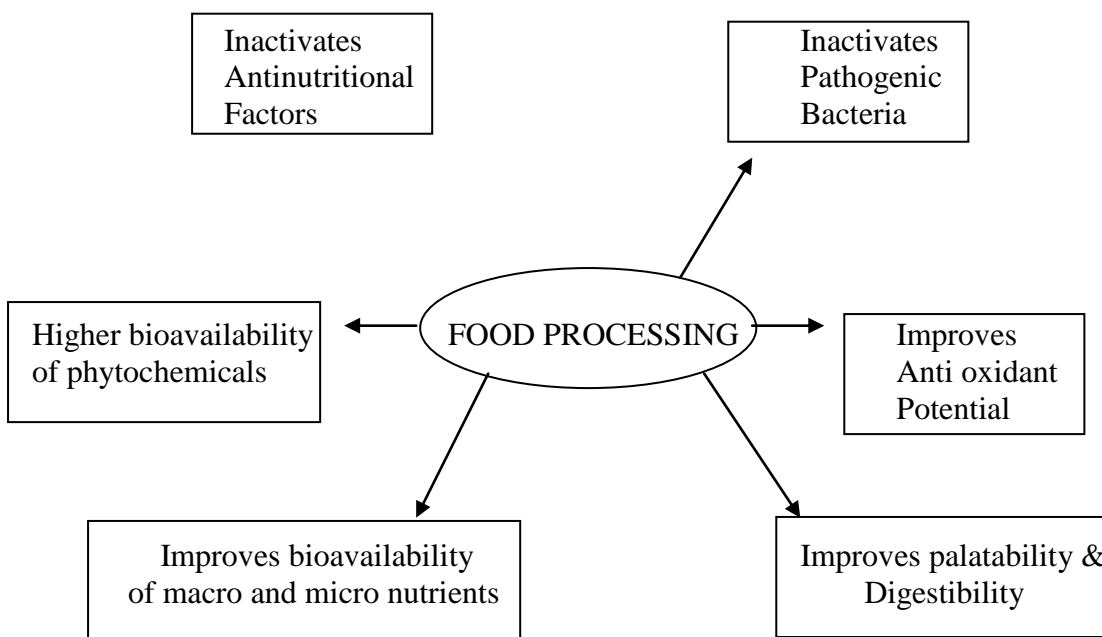 Inactivates
Antinutritional
Factors
Inactivates
Pathogenic
Bacteria
Higher bioavailability
of phytochemicals
FOOD PROCESSING
Improves
Anti oxidant
Potential
Improves bioavailability
of macro and micro nutrients
Improves palatability &
Digestibility